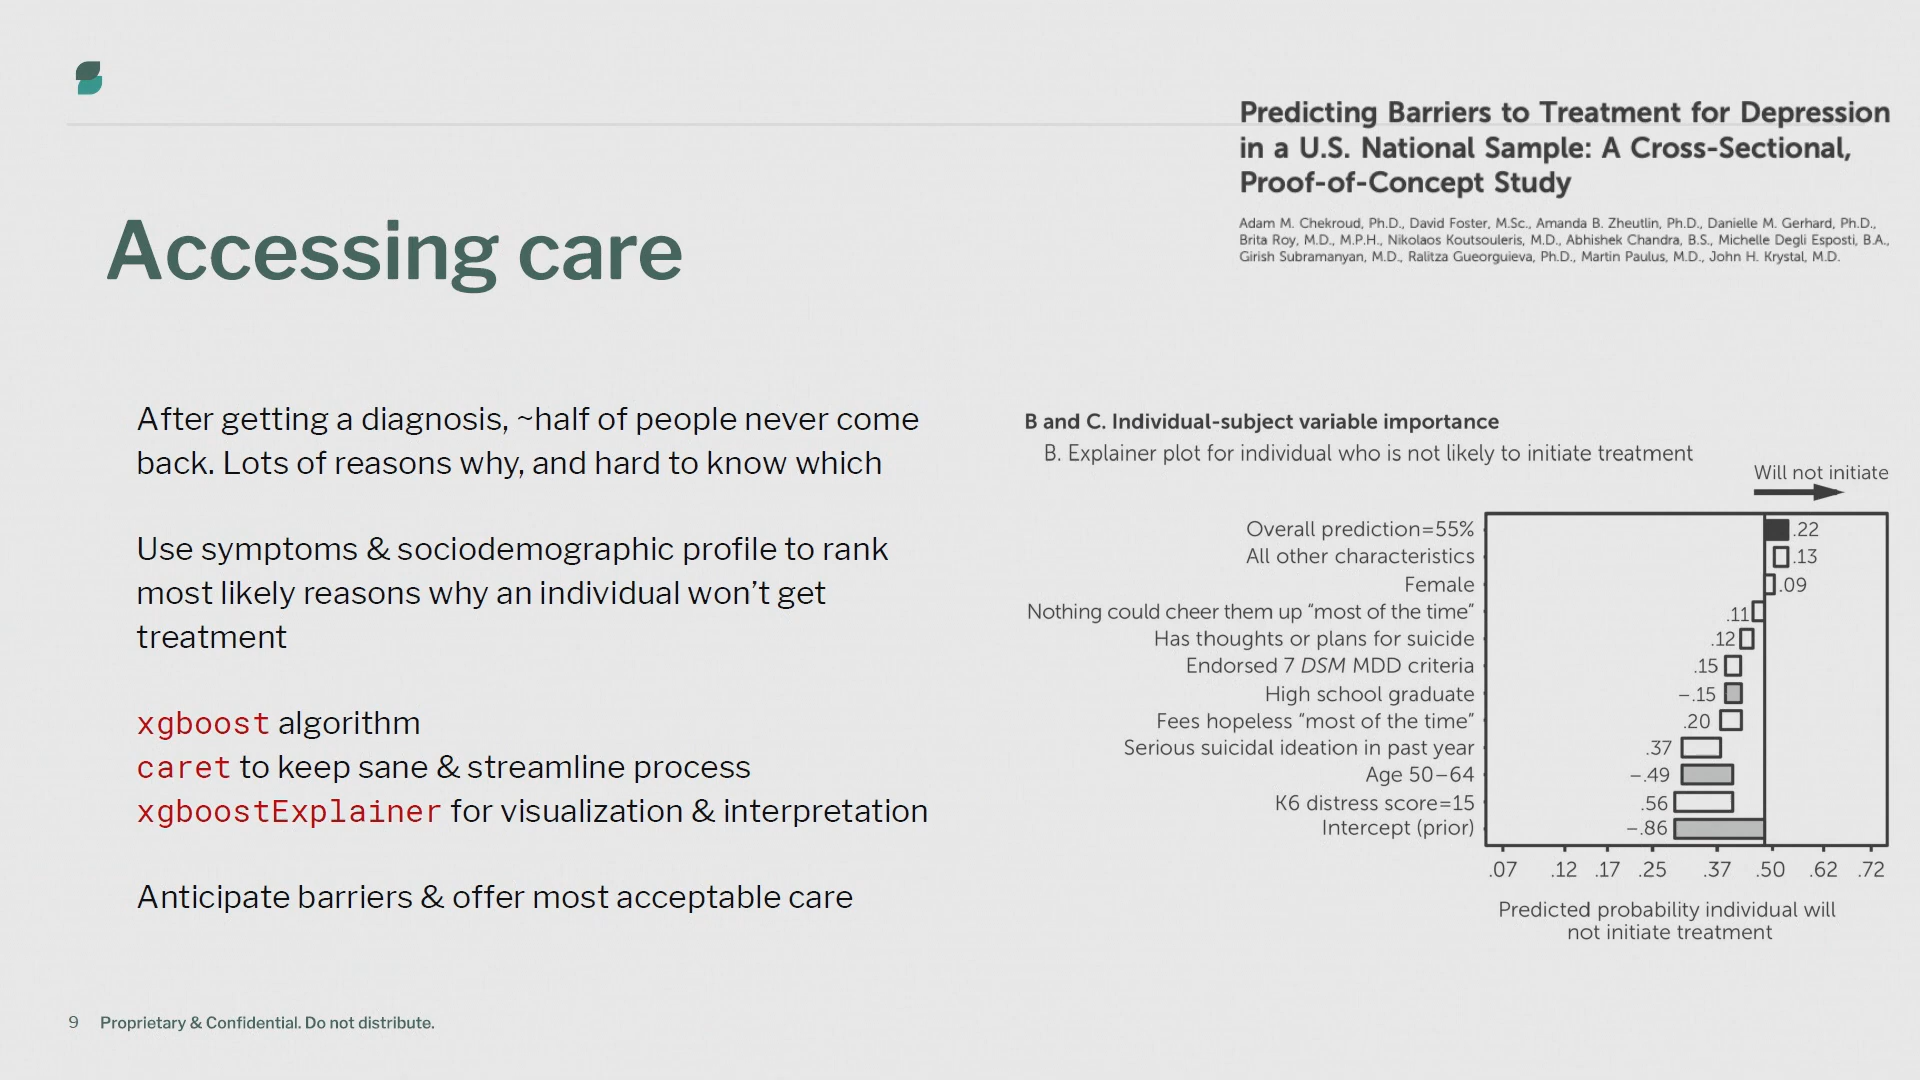 Predicting Barriers to Treatment for Depression
in a U.S. National Sample: A Cross-Sectional,
Proof-of-Concept Study
Adam M. Chekroud, Ph.D., David Foster, M.Sc., Amanda B. Zheutlin, Ph.D., Danielle M. Gerhard, Ph.D.,
Brita Roy, M.D., M.P.H., Nikolaos Koutsouleris, M.D., Abhishek Chandra, B.S., Michelle Degli Esposti, B.A.,
Girish Subramanyan, M.D., Ralitza Gueorguieva, Ph.D., Martin Paulus, M.D., John H. Krystal, M.D.
Accessing care
After getting a diagnosis, ~half of people never come
back. Lots of reasons why, and hard to know which
Use symptoms & sociodemographic profile to rank
most likely reasons why an individual won’t get
treatment
xgboost algorithm
caret to keep sane & streamline process
xgboostExplainer for visualization & interpretation
Anticipate barriers & offer most acceptable care
B and C. Individual-subject variable importance
B. Explainer plot for individual who is not likely to initiate treatment
Will not initiate
Overall prediction=55% .22
All other characteristics .13
Female .09
Nothing could cheer them up “most of the time” .11
Has thoughts or plans for suicide .12
Endorsed 7 DSM MDD criteria .15
High school graduate –.15
Fees hopeless “most of the time” .20
Serious suicidal ideation in past year .37
Age 50–64 –.49
K6 distress score=15 .56
Intercept (prior) –.86
.07 .12 .17 .25 .37 .50 .62 .72
Predicted probability individual will
not initiate treatment
9 Proprietary & Confidential. Do not distribute.